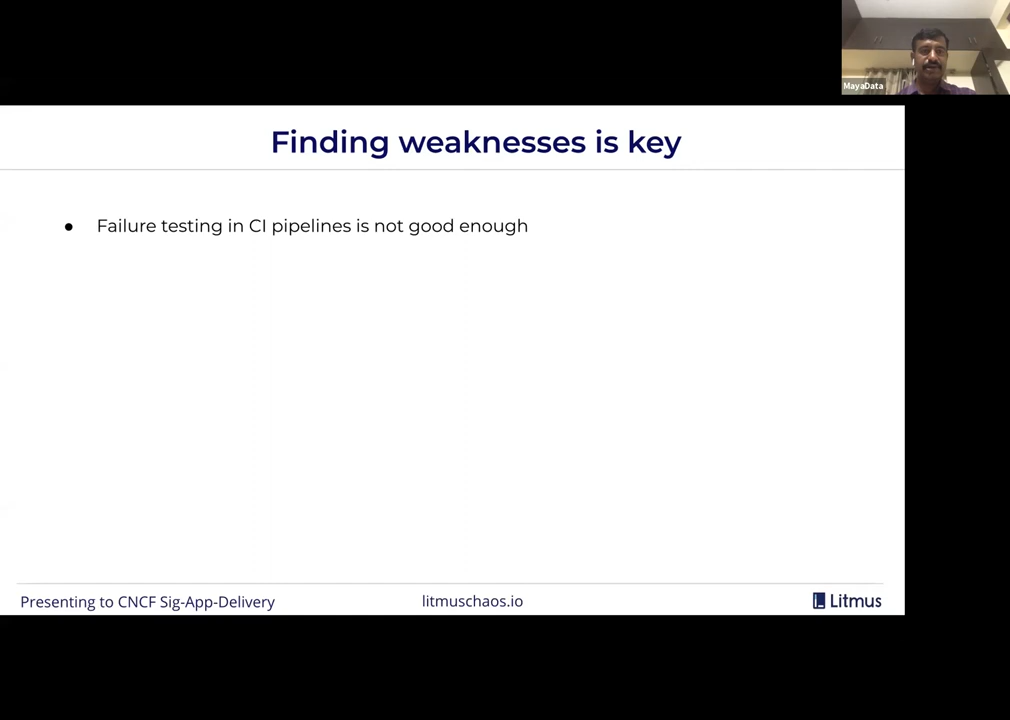 MayaData
Finding weaknesses is key
● Failure testing in CI pipelines is not good enough
Presenting to CNCF Sig-App-Delivery
litmuschaos.io
Litmus